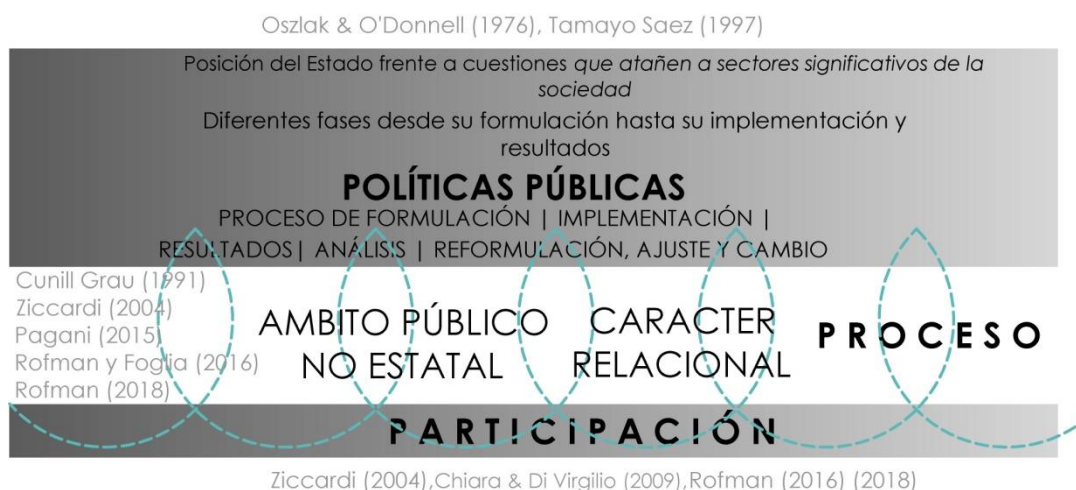 Oszlak & O'Donnell (1976), Tamayo Saez (1997)
Posición del Estado frente a cuestiones que atañen a sectores significativos de la
sociedad
Diferentes fases desde su formulación hasta su implementación y
resultados
POLÍTICAS PÚBLICAS
PROCESO DE FORMULACIÓN | IMPLEMENTACIÓN |
RESULTADOS| ANÁLISIS | REFORMULACIÓN, AJUSTE Y CAMBIO
Cunill Grau (1991)
Ziccardi (2004)
Pagani (2015)
Rofman y Foglia (2016)
Rofman (2018)
AMBITO PÚBLICO
NO ESTATAL
CARACTER
RELACIONAL
PROCESO
PARTICIPACIÓN
Ziccardi (2004),Chiara & Di Virgilio (2009),Rofman (2016) (2018)